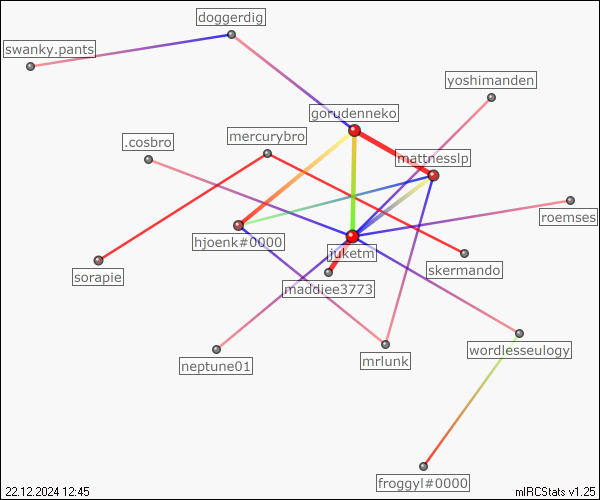 doggerdig
swanky.pants
yoshimanden
gorudenneko
mercurybro
.cosbro
mattnesslp
roemses
hjoenk#0000
juketm
sorapie
skermando
maddiee3773
wordlesseulogy
mrlunk
neptune01
froggyl#0000
22.12.2024 12:45
mIRCStats v1.25